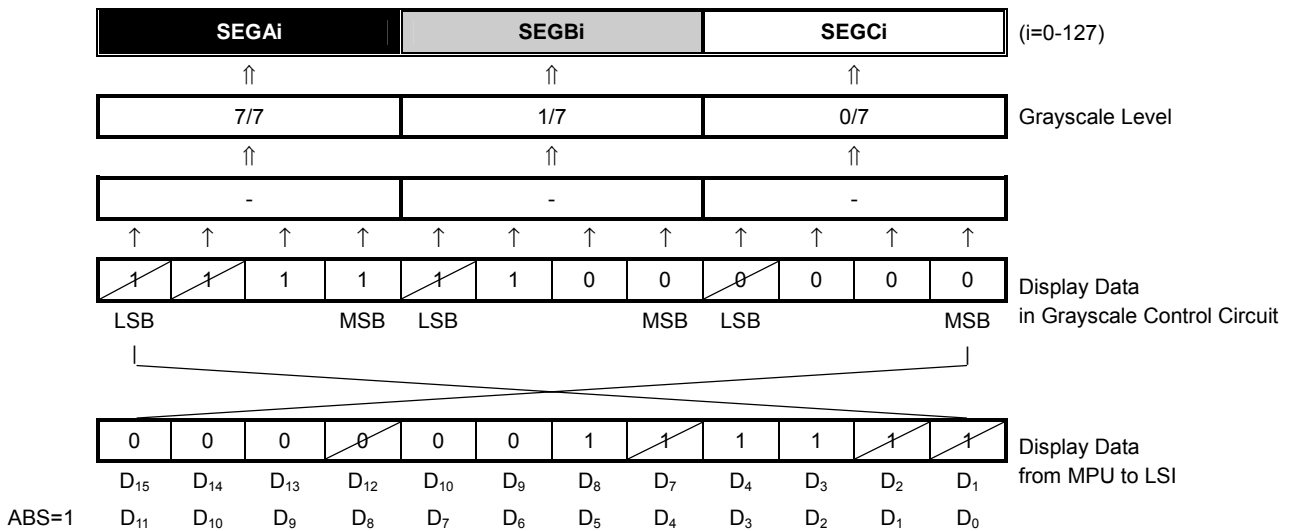 SEGAi SEGBi SEGCi (i=0-127)
⇑ ⇑ ⇑
7/7 1/7 0/7 Grayscale Level
⇑ ⇑ ⇑
- - -
↑ ↑ ↑ ↑ ↑ ↑ ↑ ↑ ↑ ↑ ↑ ↑
1 1 1 1 1 1 0 0 0 0 0 0 Display Data
in Grayscale Control Circuit
LSB MSB LSB MSB LSB MSB
0 0 0 0 0 0 1 1 1 1 1 1 Display Data
from MPU to LSI
D₁₅ D₁₄ D₁₃ D₁₂ D₁₀ D₉ D₈ D₇ D₄ D₃ D₂ D₁
ABS=1 D₁₁ D₁₀ D₉ D₈ D₇ D₆ D₅ D₄ D₃ D₂ D₁ D₀